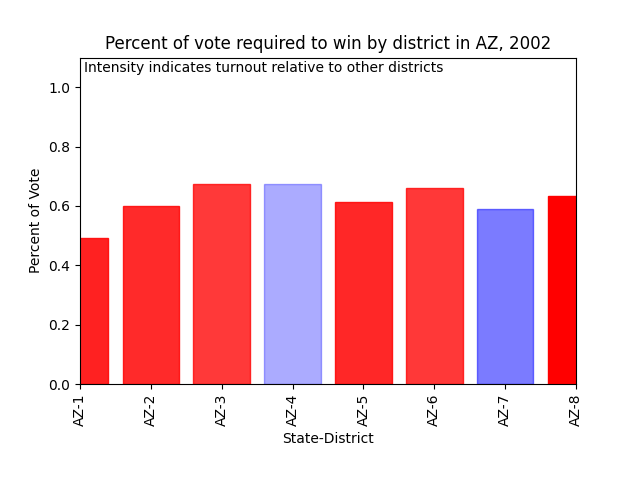 Percent of vote required to win by district in AZ, 2002
Intensity indicates turnout relative to other districts
1.0
0.8
0.6
0.4
0.2
0.0
Percent of Vote
AZ-1
AZ-2
AZ-3
AZ-4
AZ-5
AZ-6
AZ-7
AZ-8
State-District